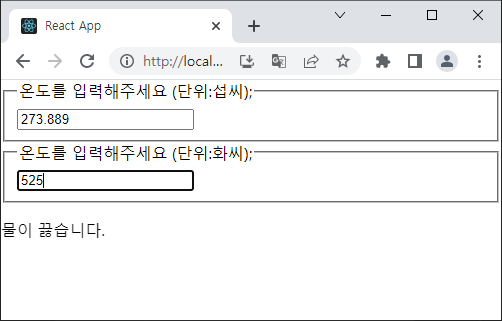 React App
http://local...
온도를 입력해주세요 (단위:섭씨);
273.889
온도를 입력해주세요 (단위:화씨);
525
물이 끓습니다.